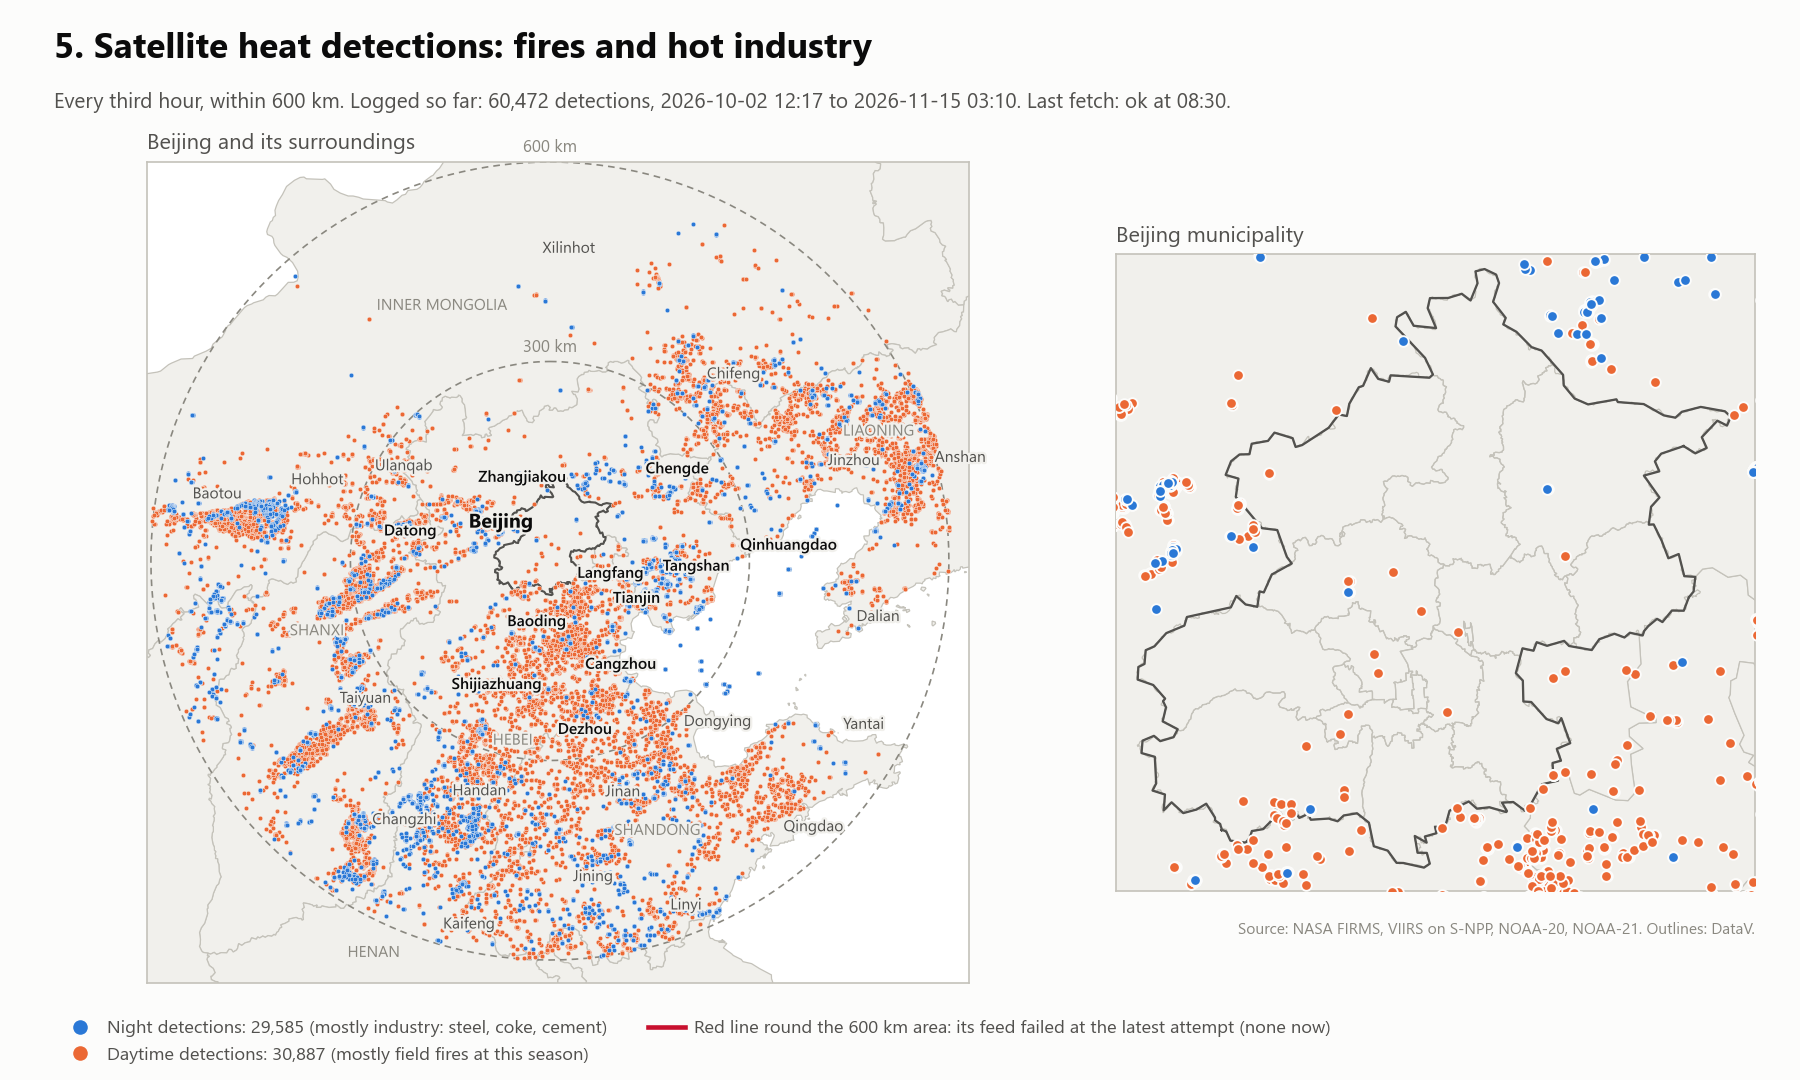 5. Satellite heat detections: fires and hot industry
Every third hour, within 600 km. Logged so far: 60,472 detections, 2026-10-02 12:17 to 2026-11-15 03:10. Last fetch: ok at 08:30.
Beijing and its surroundings
600 km
Xilinhot
INNER MONGOLIA
300 km
Chifeng
LIAONING
Anshan
Jinzhou
Ulanqab
Chengde
Zhangjiakou
Hohhot
Baotou
Beijing
Datong
Qinhuangdao
Tangshan
Langfang
Tianjin
Dalian
Baoding
SHANXI
Cangzhou
Shijiazhuang
Taiyuan
Dongying
Yantai
Dezhou
HEBEI
Handan
Jinan
Changzhi
Qingdao
SHANDONG
Jining
Linyi
Kaifeng
HENAN
Beijing municipality
Source: NASA FIRMS, VIIRS on S-NPP, NOAA-20, NOAA-21. Outlines: DataV.
Night detections: 29,585 (mostly industry: steel, coke, cement)
Red line round the 600 km area: its feed failed at the latest attempt (none now)
Daytime detections: 30,887 (mostly field fires at this season)